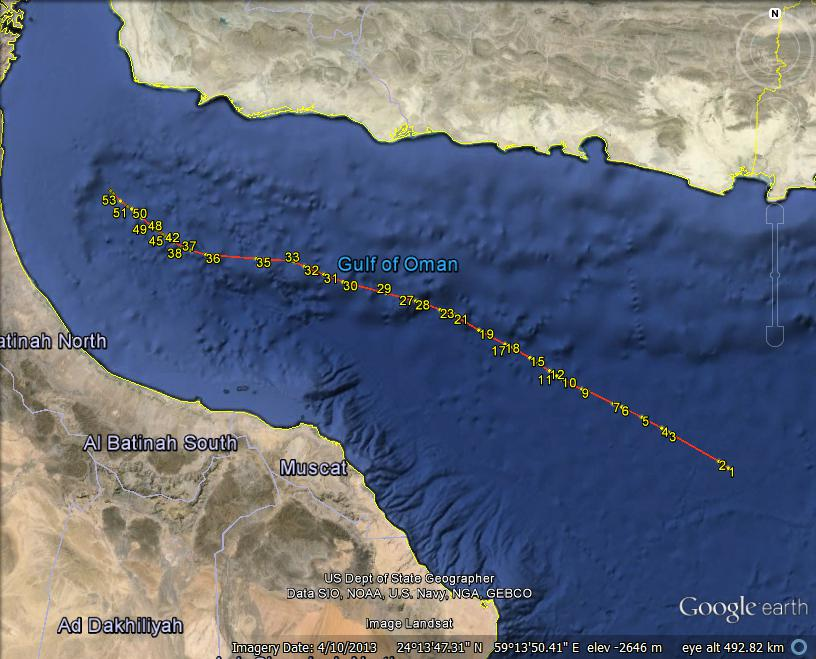 N
53
51 50
49 48
45 42
37
38 36
35
33
32
31
30
Gulf of Oman
29
27 28
23 21
19
17 18
15
12
11 10
9
7 6
5
4 3
2 1
atinah North
Al Batinah South
Muscat
US Dept of State Geographer
Data SIO, NOAA, U.S. Navy, NGA, GEBCO
Google earth
Image Landsat
Ad Dakhiliyah
Imagery Date: 4/10/2013 24°13'47.31" N 59°13'50.41" E elev -2646 m eye alt 492.82 km